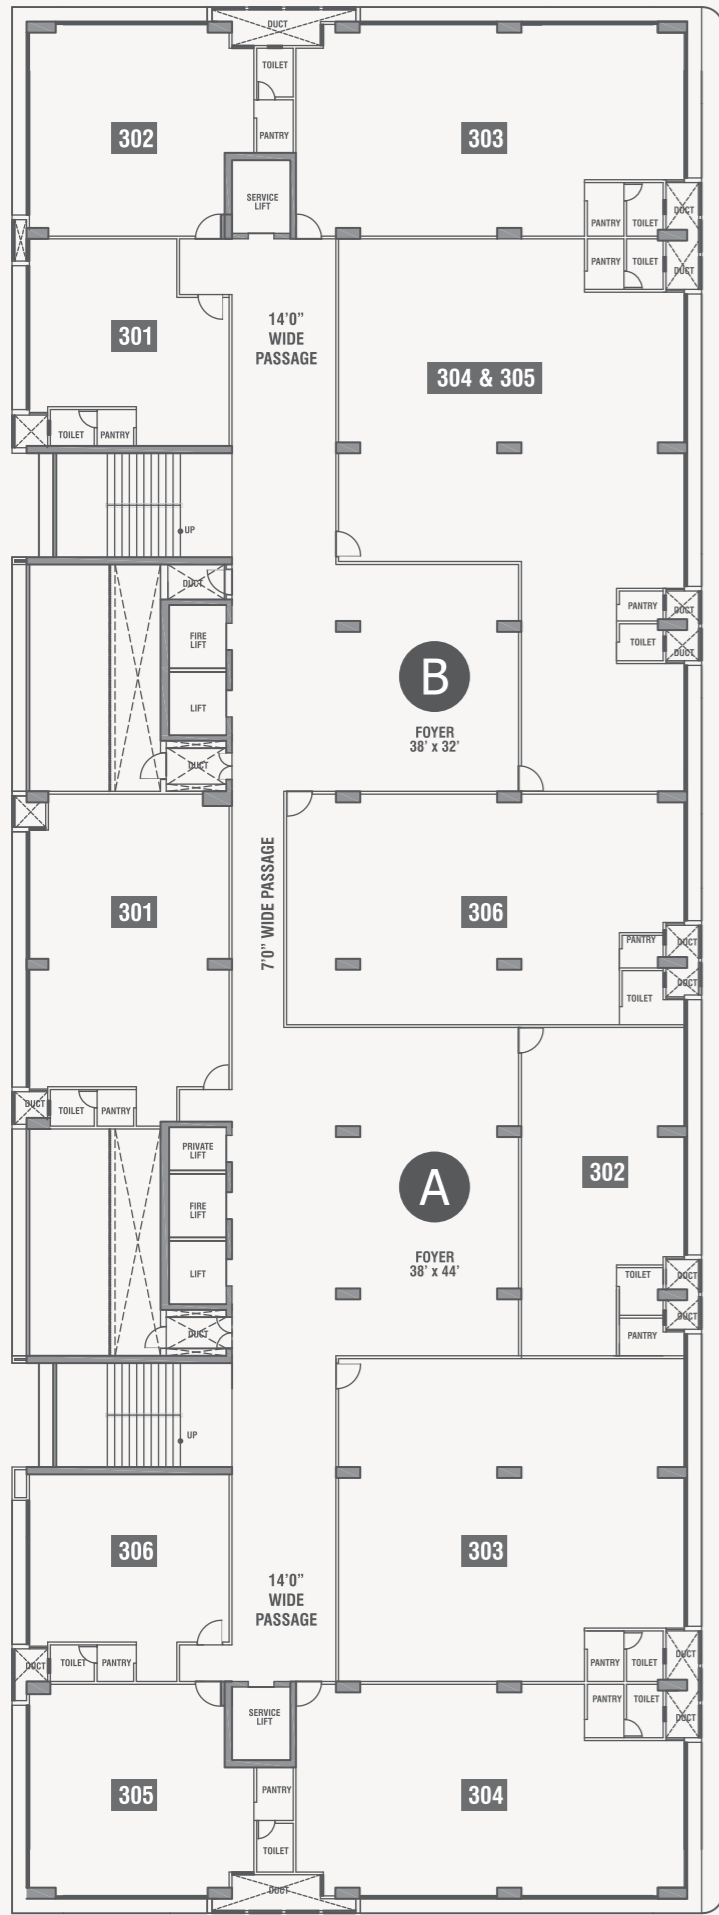 DUCT
TOILET
302
PANTRY
303
SERVICE
LIFT
PANTRY
TOILET
DUCT
PANTRY
TOILET
DUCT
301
14'0”
WIDE
PASSAGE
304 & 305
TOILET
PANTRY
UP
DUCT
FIRE
LIFT
LIFT
DUCT
B
FOYER
38' x 32'
PANTRY
DUCT
TOILET
DUCT
301
7'0” WIDE PASSAGE
306
PANTRY
DUCT
DUCT
TOILET
DUCT
TOILET
PANTRY
PRIVATE
LIFT
FIRE
LIFT
LIFT
DUCT
A
FOYER
38' x 44'
302
TOILET
DUCT
DUCT
PANTRY
UP
306
14'0”
WIDE
PASSAGE
303
DUCT
TOILET
PANTRY
PANTRY
TOILET
DUCT
SERVICE
LIFT
PANTRY
TOILET
DUCT
305
PANTRY
304
TOILET
DUCT